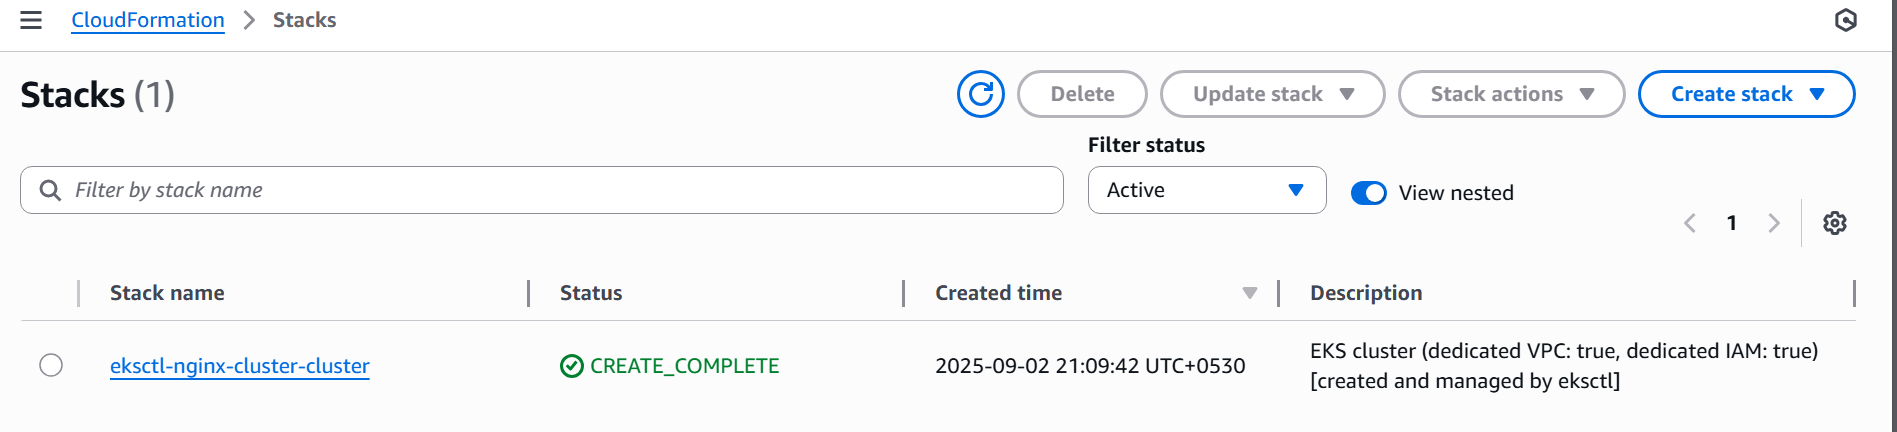 CloudFormation > Stacks
Stacks (1)
Delete
Update stack
Stack actions
Create stack
Filter by stack name
Filter status
Active
View nested
1
Stack name
Status
Created time
Description
eksctl-nginx-cluster-cluster
CREATE_COMPLETE
2025-09-02 21:09:42 UTC+0530
EKS cluster (dedicated VPC: true, dedicated IAM: true)
[created and managed by eksctl]